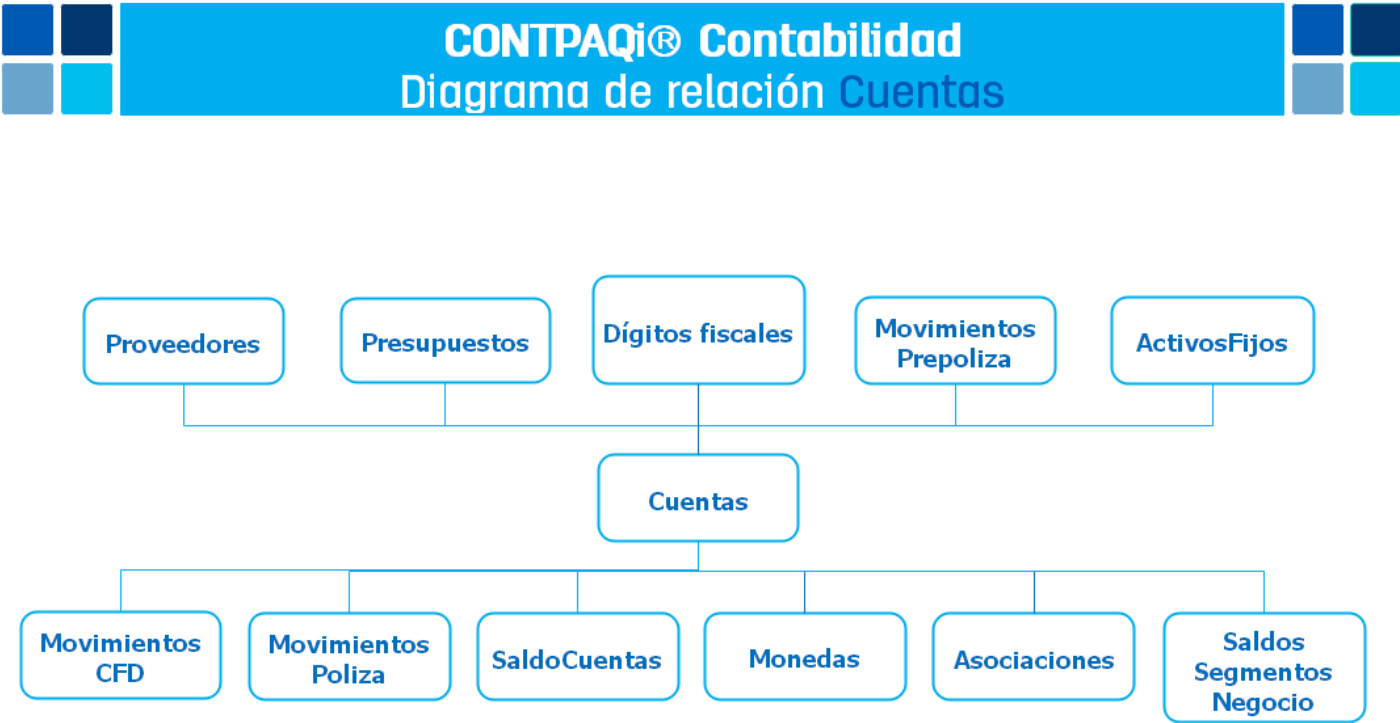 CONTPAQi® Contabilidad
Diagrama de relación Cuentas
Proveedores
Presupuestos
Dígitos fiscales
Movimientos
Prepoliza
ActivosFijos
Cuentas
Movimientos
CFD
Movimientos
Poliza
SaldoCuentas
Monedas
Asociaciones
Saldos
Segmentos
Negocio